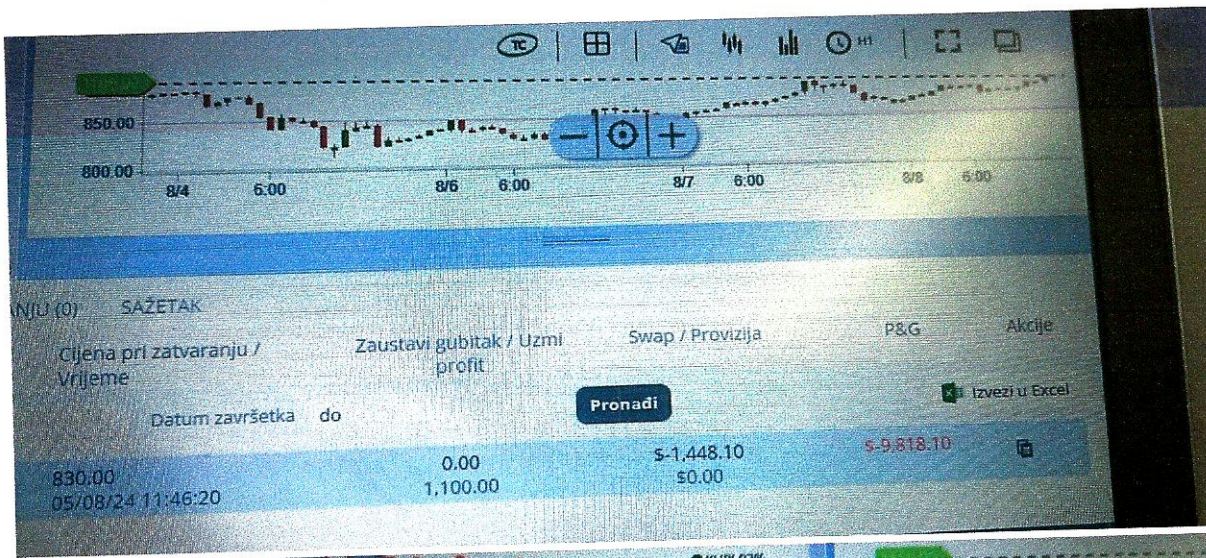 TC H1
850.00
800.00
8/4 6:00 8/6 6:00 8/7 6:00 8/8 6:00
NJU (0) SAŽETAK
Cijena pri zatvaranju / Zaustavi gubitak / Uzmi Swap / Provizija P&G Akcije
Vrijeme profit
Datum završetka do Pronađi Izvezi u Excel
830.00 0.00 $-1,448.10 $-9,818.10
05/08/24 11:46:20 1,100.00 $0.00